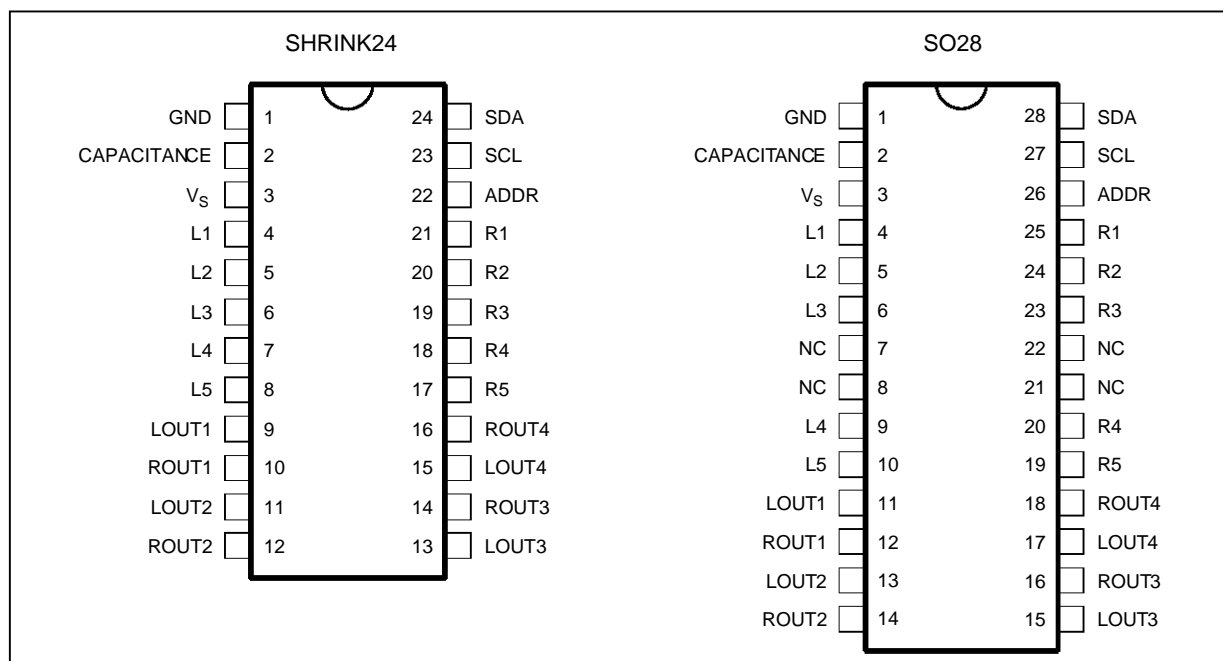 SHRINK24
GND 1 24 SDA
CAPACITANCE 2 23 SCL
VS 3 22 ADDR
L1 4 21 R1
L2 5 20 R2
L3 6 19 R3
L4 7 18 R4
L5 8 17 R5
LOUT1 9 16 ROUT4
ROUT1 10 15 LOUT4
LOUT2 11 14 ROUT3
ROUT2 12 13 LOUT3
SO28
GND 1 28 SDA
CAPACITANCE 2 27 SCL
VS 3 26 ADDR
L1 4 25 R1
L2 5 24 R2
L3 6 23 R3
NC 7 22 NC
NC 8 21 NC
L4 9 20 R4
L5 10 19 R5
LOUT1 11 18 ROUT4
ROUT1 12 17 LOUT4
LOUT2 13 16 ROUT3
ROUT2 14 15 LOUT3